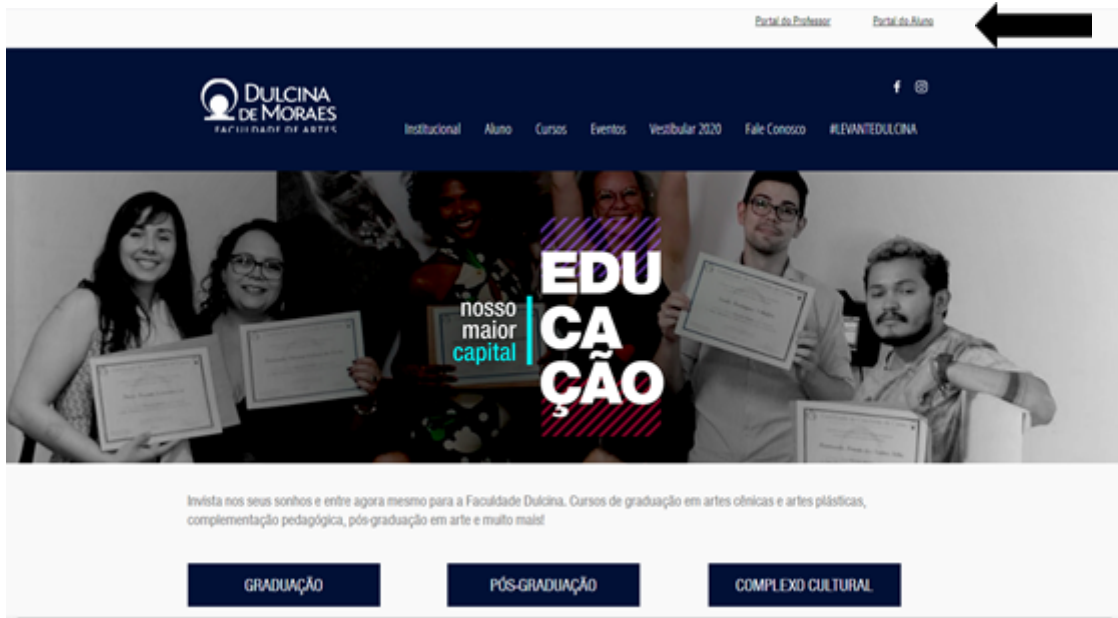 Portal do Professor Portal do Aluno
DULCINA
DE MORAES
FACULDADE DE ARTES
Institucional Aluno Cursos Eventos Vestibular 2020 Fale Conosco #LEVANTEDULCINA
nosso
maior
capital
EDU
CA
ÇÃO
Invista nos seus sonhos e entre agora mesmo para a Faculdade Dulcina. Cursos de graduação em artes cênicas e artes plásticas,
complementação pedagógica, pós-graduação em arte e muito mais!
GRADUAÇÃO PÓS-GRADUAÇÃO COMPLEXO CULTURAL